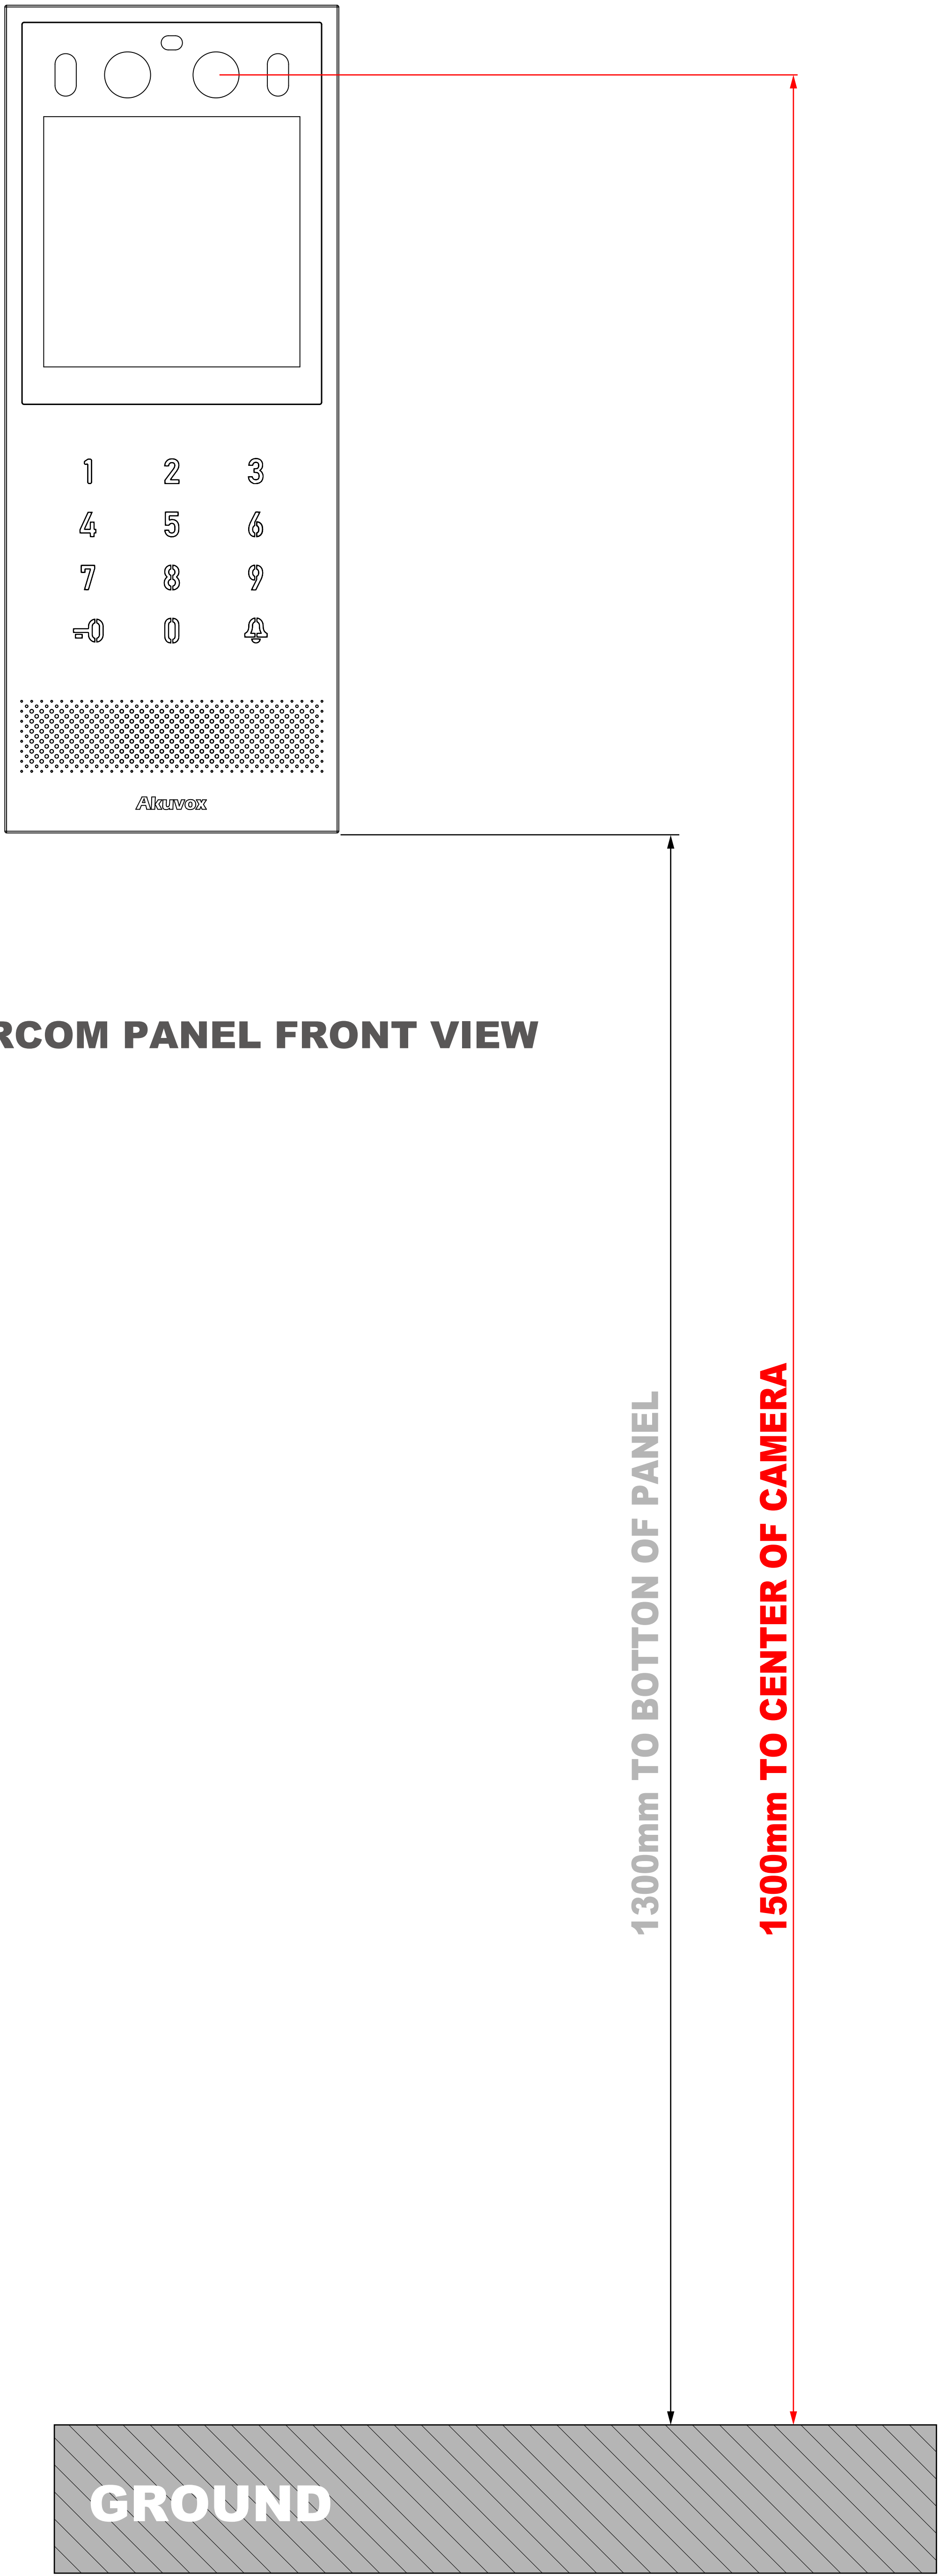 1 2 3
4 5 6
7 8 9
0
Akuvox
RCOM PANEL FRONT VIEW
1300mm TO BOTTON OF PANEL
1500mm TO CENTER OF CAMERA
GROUND